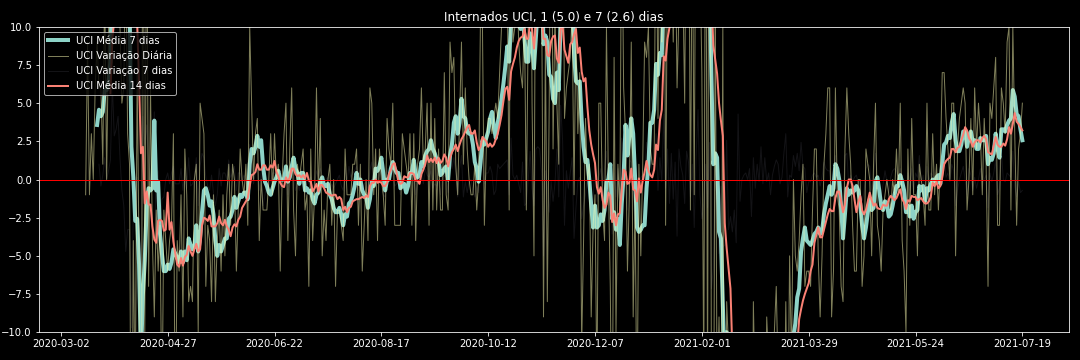 Internados UCI, 1 (5.0) e 7 (2.6) dias
10.0
7.5
5.0
2.5
0.0
−2.5
−5.0
−7.5
−10.0
UCI Média 7 dias
UCI Variação Diária
UCI Variação 7 dias
UCI Média 14 dias
2020-03-02 2020-04-27 2020-06-22 2020-08-17 2020-10-12 2020-12-07 2021-02-01 2021-03-29 2021-05-24 2021-07-19